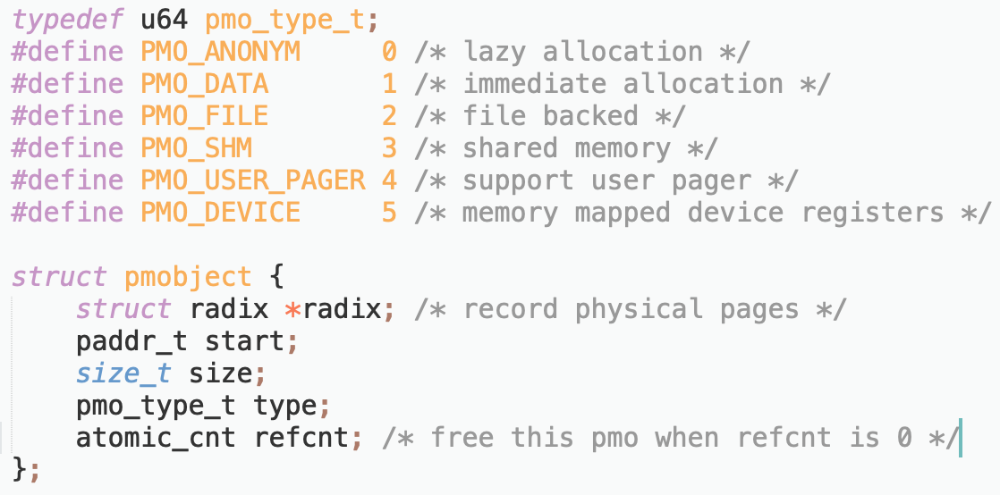 typedef u64 pmo_type_t;
#define PMO_ANONYM     0 /* lazy allocation */
#define PMO_DATA       1 /* immediate allocation */
#define PMO_FILE       2 /* file backed */
#define PMO_SHM        3 /* shared memory */
#define PMO_USER_PAGER 4 /* support user pager */
#define PMO_DEVICE     5 /* memory mapped device registers */
struct pmobject {
    struct radix *radix; /* record physical pages */
    paddr_t start;
    size_t size;
    pmo_type_t type;
    atomic_cnt refcnt; /* free this pmo when refcnt is 0 */
};